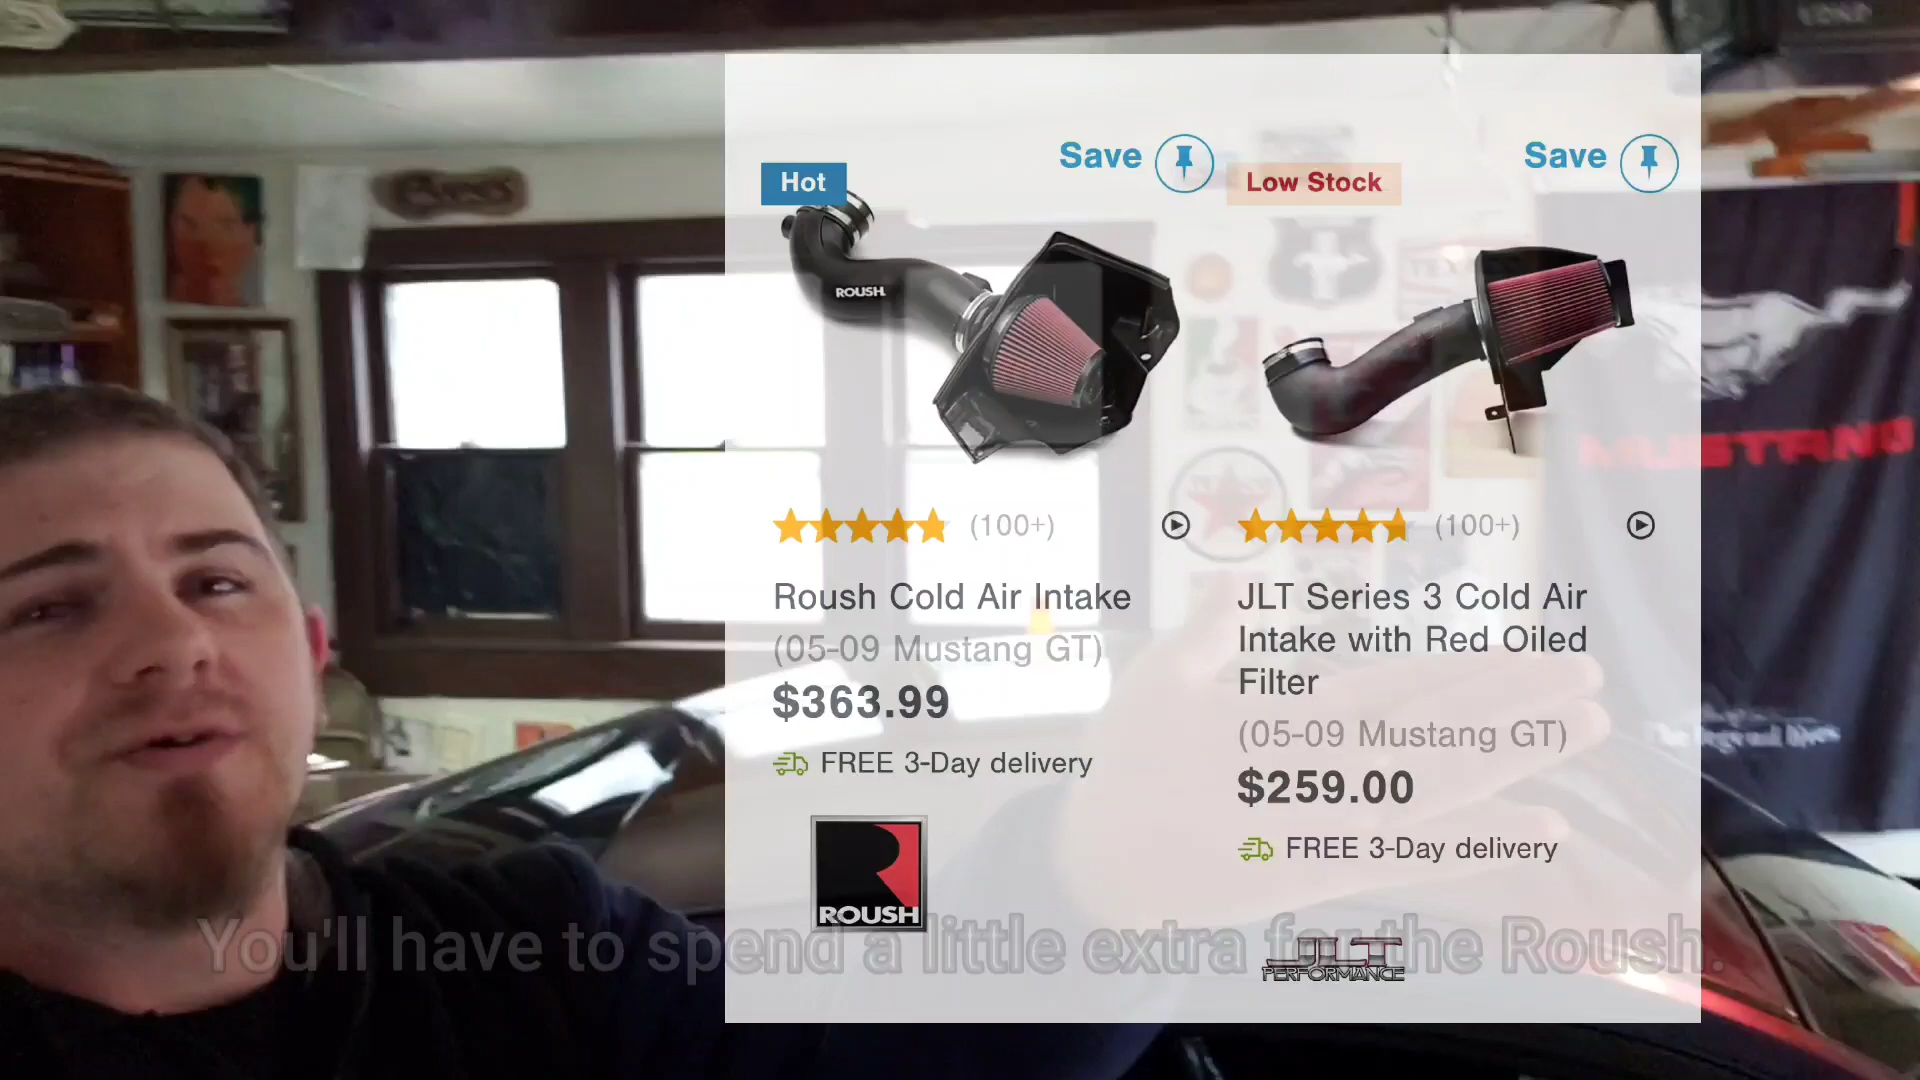 Save
Hot
ROUSH
(100+)
Roush Cold Air Intake
(05-09 Mustang GT)
$363.99
FREE 3-Day delivery
ROUSH
Save
Low Stock
(100+)
JLT Series 3 Cold Air
Intake with Red Oiled
Filter
(05-09 Mustang GT)
$259.00
FREE 3-Day delivery
JLT
PERFORMANCE
MUSTANG
You'll have to spend a little extra for the Roush.